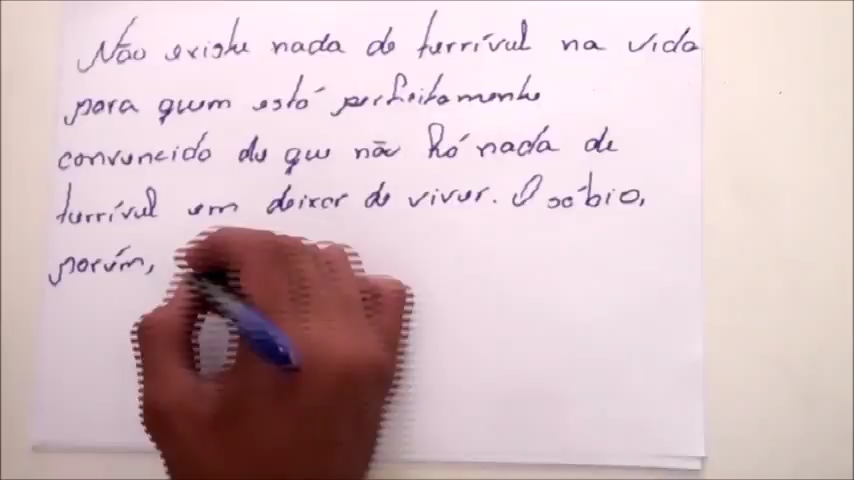 Não existe nada de terrível na vida
para quem está perfeitamente
convencido de que não há nada de
terrível em deixar de viver. O sábio,
porém,